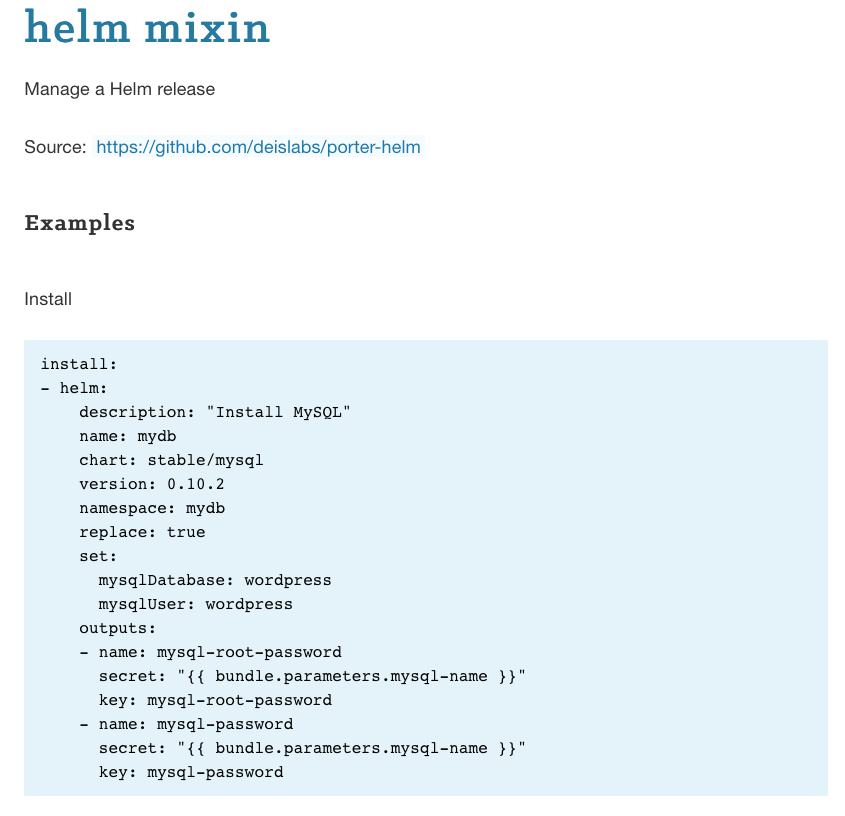 helm mixin
Manage a Helm release
Source: https://github.com/deislabs/porter-helm
Examples
Install
install:
- helm:
    description: "Install MySQL"
    name: mydb
    chart: stable/mysql
    version: 0.10.2
    namespace: mydb
    replace: true
    set:
      mysqlDatabase: wordpress
      mysqlUser: wordpress
    outputs:
    - name: mysql-root-password
      secret: "{{ bundle.parameters.mysql-name }}"
      key: mysql-root-password
    - name: mysql-password
      secret: "{{ bundle.parameters.mysql-name }}"
      key: mysql-password